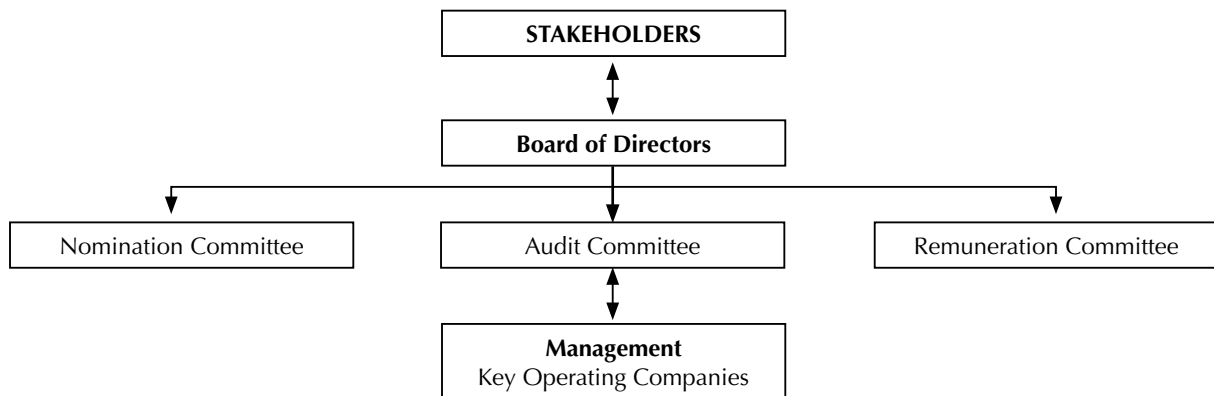 STAKEHOLDERS
Board of Directors
Nomination Committee
Audit Committee
Remuneration Committee
Management
Key Operating Companies